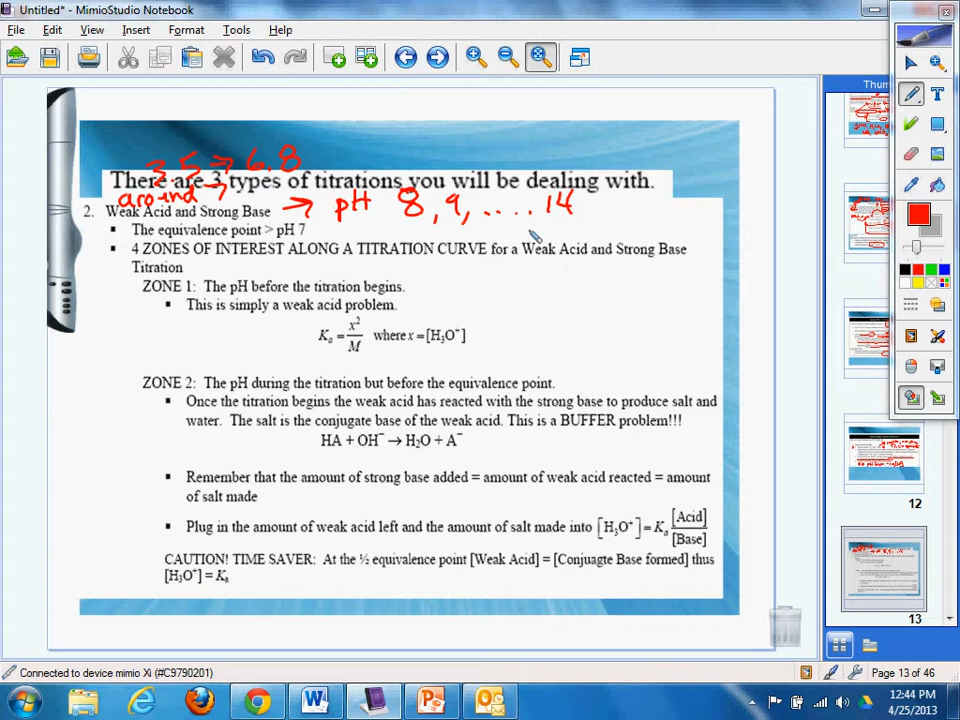 Untitled* - MimioStudio Notebook
File Edit View Insert Format Tools Help
Thum
3.5 → 6.8
There are 3 types of titrations you will be dealing with.
around →
2. Weak Acid and Strong Base → pH 8, 9, ..... 14
▪ The equivalence point > pH 7
▪ 4 ZONES OF INTEREST ALONG A TITRATION CURVE for a Weak Acid and Strong Base
Titration
ZONE 1: The pH before the titration begins.
▪ This is simply a weak acid problem.
Kₐ = x²/M where x = [H₃O⁺]
ZONE 2: The pH during the titration but before the equivalence point.
▪ Once the titration begins the weak acid has reacted with the strong base to produce salt and
water. The salt is the conjugate base of the weak acid. This is a BUFFER problem!!!
HA + OH⁻ → H₂O + A⁻
▪ Remember that the amount of strong base added = amount of weak acid reacted = amount
of salt made
▪ Plug in the amount of weak acid left and the amount of salt made into [H₃O⁺] = Kₐ [Acid]/[Base]
CAUTION! TIME SAVER: At the ½ equivalence point [Weak Acid] = [Conjuagte Base formed] thus
[H₃O⁺] = Kₐ
12
13
Connected to device mimio Xi (#C9790201)
Page 13 of 46
12:44 PM
4/25/2013